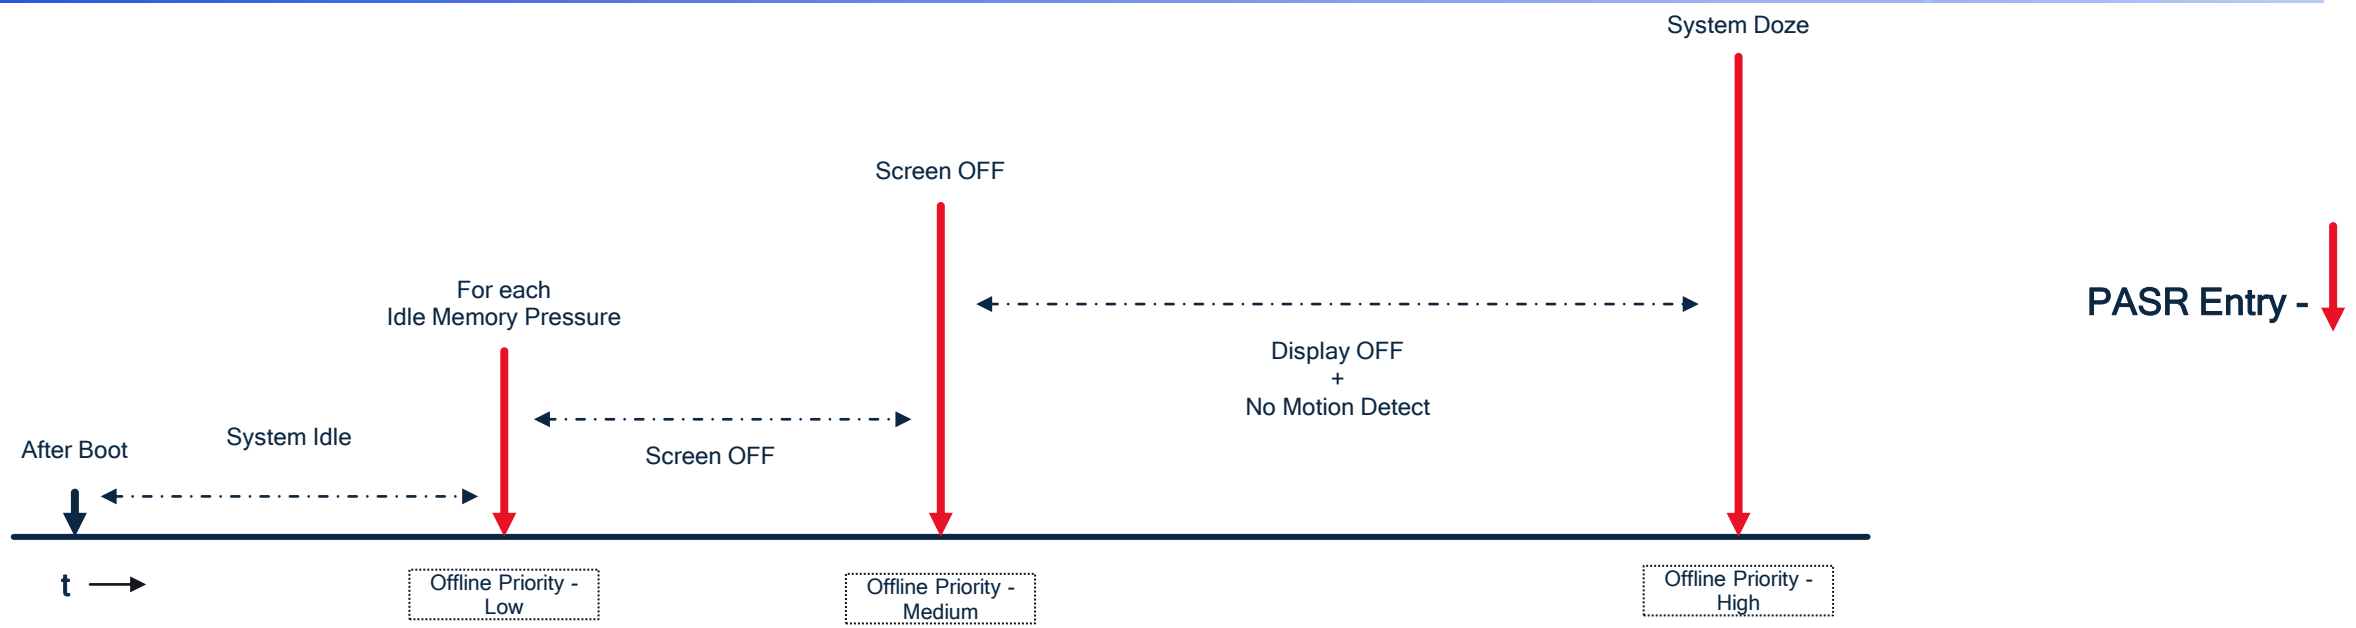 System Doze
Screen OFF
For each
Idle Memory Pressure
PASR Entry -
Display OFF
+
No Motion Detect
After Boot
System Idle
Screen OFF
t
Offline Priority -
Low
Offline Priority -
Medium
Offline Priority -
High